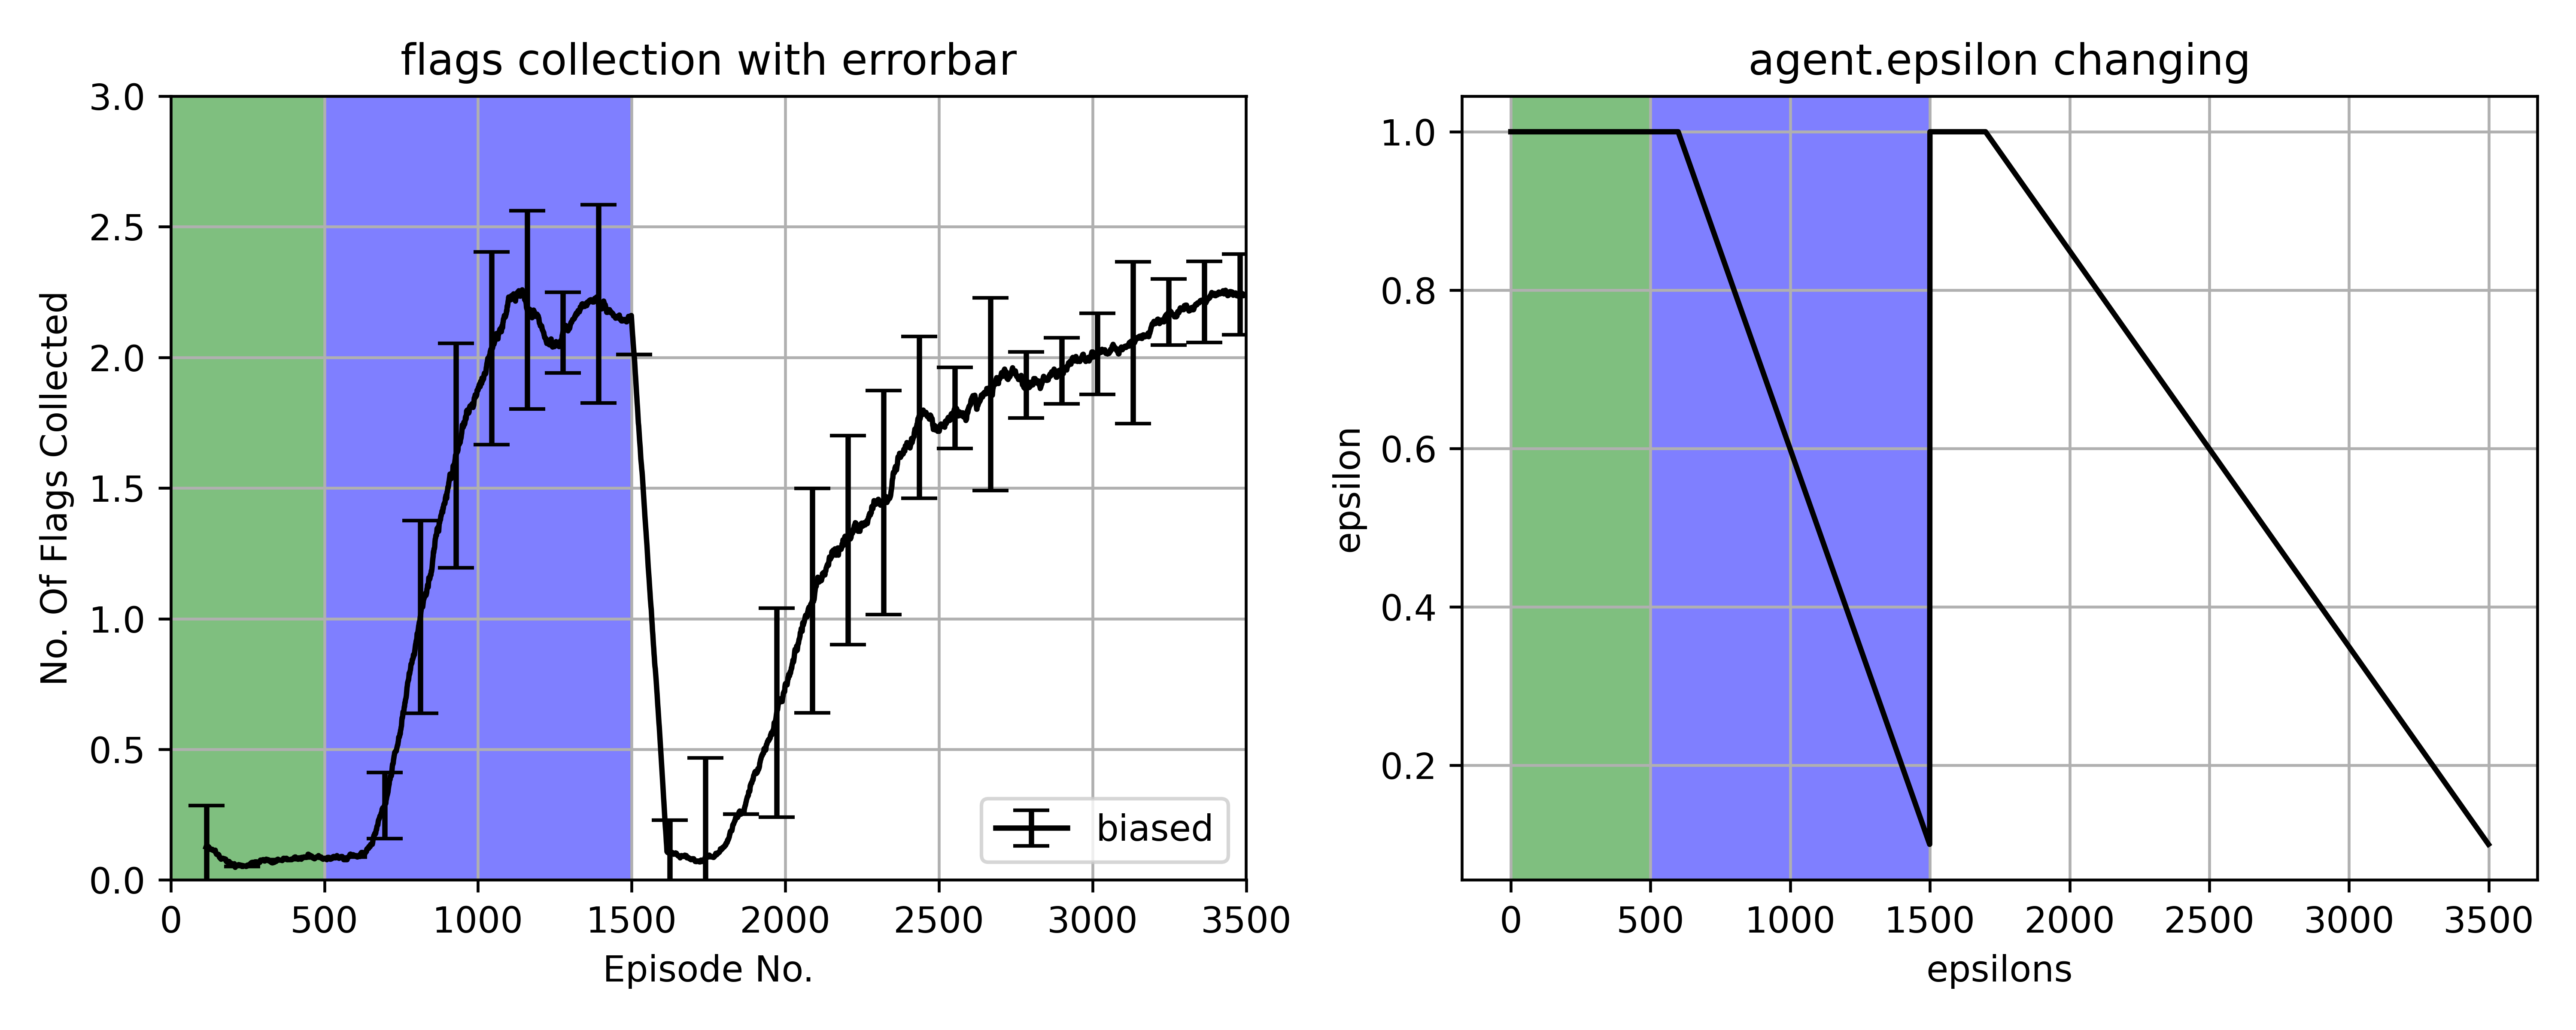 flags collection with errorbar
3.0
2.5
2.0
1.5
1.0
0.5
0.0
No. Of Flags Collected
0 500 1000 1500 2000 2500 3000 3500
Episode No.
biased
agent.epsilon changing
1.0
0.8
0.6
0.4
0.2
epsilon
0 500 1000 1500 2000 2500 3000 3500
epsilons